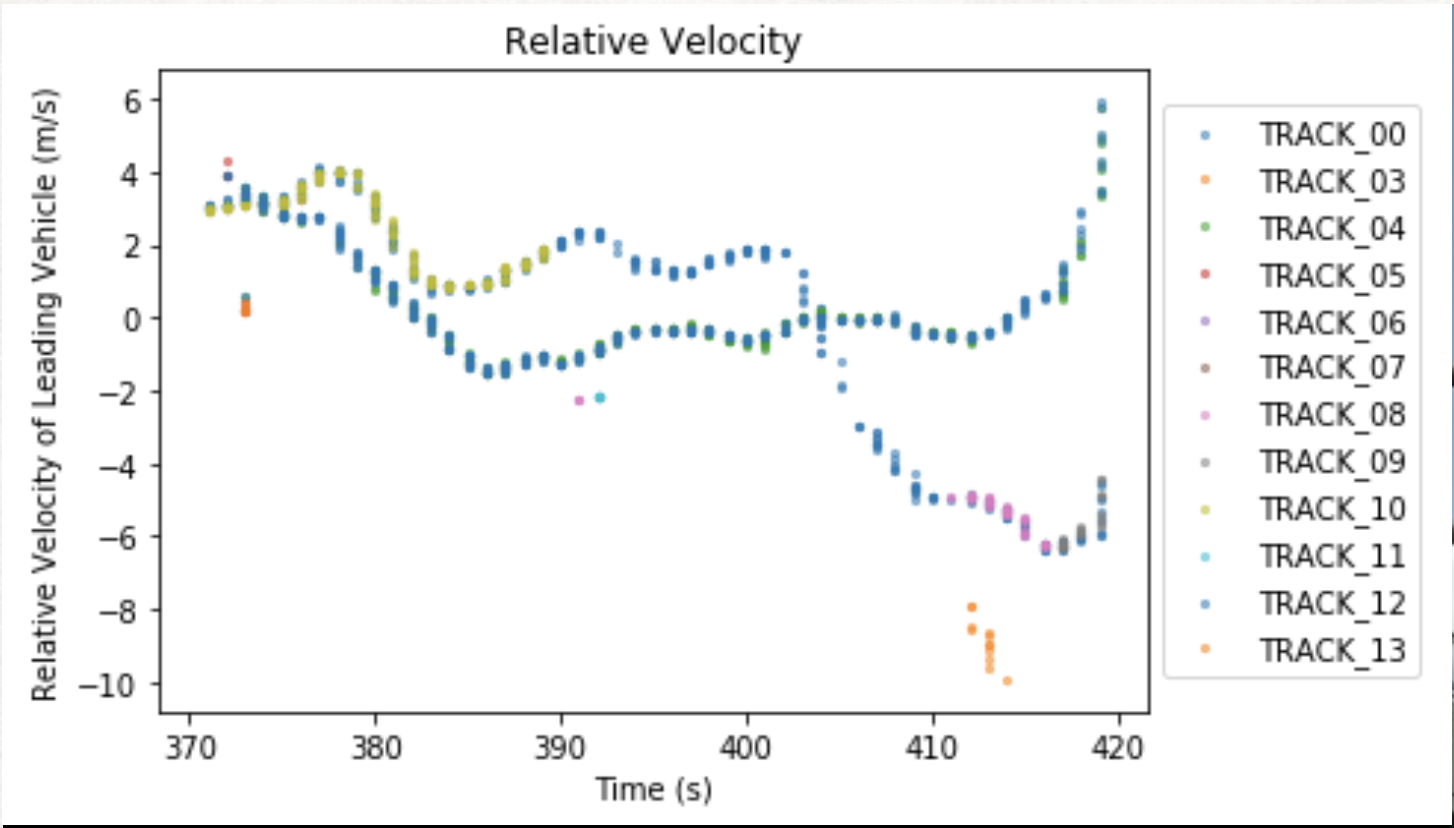 Relative Velocity
Relative Velocity of Leading Vehicle (m/s)
6
4
2
0
−2
−4
−6
−8
−10
370 380 390 400 410 420
Time (s)
TRACK_00
TRACK_03
TRACK_04
TRACK_05
TRACK_06
TRACK_07
TRACK_08
TRACK_09
TRACK_10
TRACK_11
TRACK_12
TRACK_13